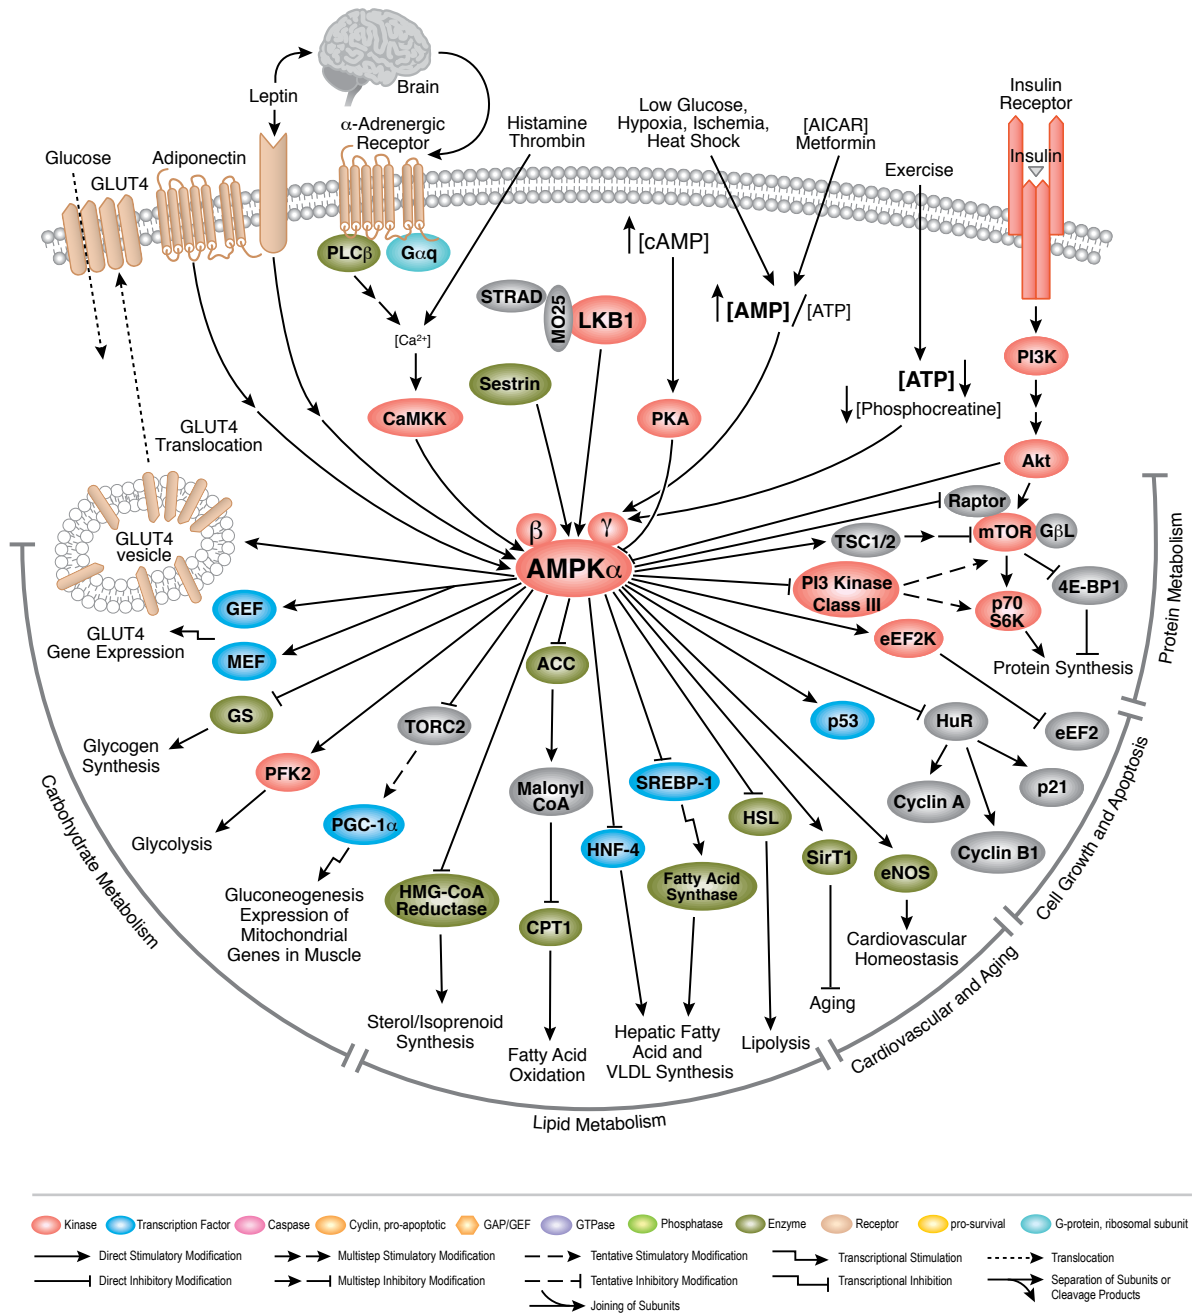 Brain
Leptin
α-Adrenergic
Receptor
Histamine
Thrombin
Low Glucose,
Hypoxia, Ischemia,
Heat Shock
[AICAR]
Metformin
Insulin
Receptor
Insulin
Glucose
GLUT4
Adiponectin
Exercise
PLCβ
Gαq
[cAMP]
STRAD
MO25
LKB1
[AMP]
[ATP]
[Ca²⁺]
PI3K
Sestrin
[ATP]
[Phosphocreatine]
CaMKK
PKA
GLUT4
Translocation
Akt
Raptor
mTOR
GβL
TSC1/2
GLUT4
vesicle
β
γ
AMPKα
PI3 Kinase
Class III
4E-BP1
p70
S6K
GEF
GLUT4
Gene Expression
MEF
eEF2K
Protein Synthesis
Protein Metabolism
ACC
GS
TORC2
p53
HuR
eEF2
Glycogen
Synthesis
PFK2
Malonyl
CoA
SREBP-1
HSL
Cyclin A
p21
Glycolysis
PGC-1α
HNF-4
SirT1
eNOS
Cyclin B1
Cell Growth and Apoptosis
Gluconeogenesis
Expression of
Mitochondrial
Genes in Muscle
HMG-CoA
Reductase
Fatty Acid
Synthase
CPT1
Cardiovascular
Homeostasis
Carbohydrate Metabolism
Aging
Cardiovascular and Aging
Sterol/Isoprenoid
Synthesis
Fatty Acid
Oxidation
Hepatic Fatty
Acid and
VLDL Synthesis
Lipolysis
Lipid Metabolism
Kinase
Transcription Factor
Caspase
Cyclin, pro-apoptotic
GAP/GEF
GTPase
Phosphatase
Enzyme
Receptor
pro-survival
G-protein, ribosomal subunit
Direct Stimulatory Modification
Multistep Stimulatory Modification
Tentative Stimulatory Modification
Transcriptional Stimulation
Translocation
Direct Inhibitory Modification
Multistep Inhibitory Modification
Tentative Inhibitory Modification
Transcriptional Inhibition
Separation of Subunits or
Cleavage Products
Joining of Subunits